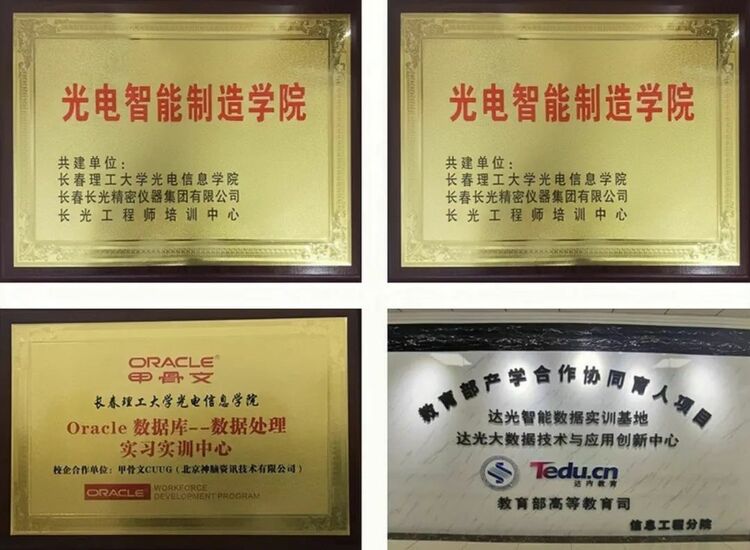 光电智能制造学院
共建单位：
长春理工大学光电信息学院
长春长光精密仪器集团有限公司
长光工程师培训中心
光电智能制造学院
共建单位：
长春理工大学光电信息学院
长春长光精密仪器集团有限公司
长光工程师培训中心
ORACLE®
甲骨文
长春理工大学光电信息学院
Oracle 数据库--数据处理
实习实训中心
校企合作单位：甲骨文CUUG（北京神脑资讯技术有限公司）
ORACLE WORKFORCE
DEVELOPMENT PROGRAM
教育部产学合作协同育人项目
达光智能数据实训基地
达光大数据技术与应用创新中心
Tedu.cn
达内教育
教育部高等教育司
信息工程分院